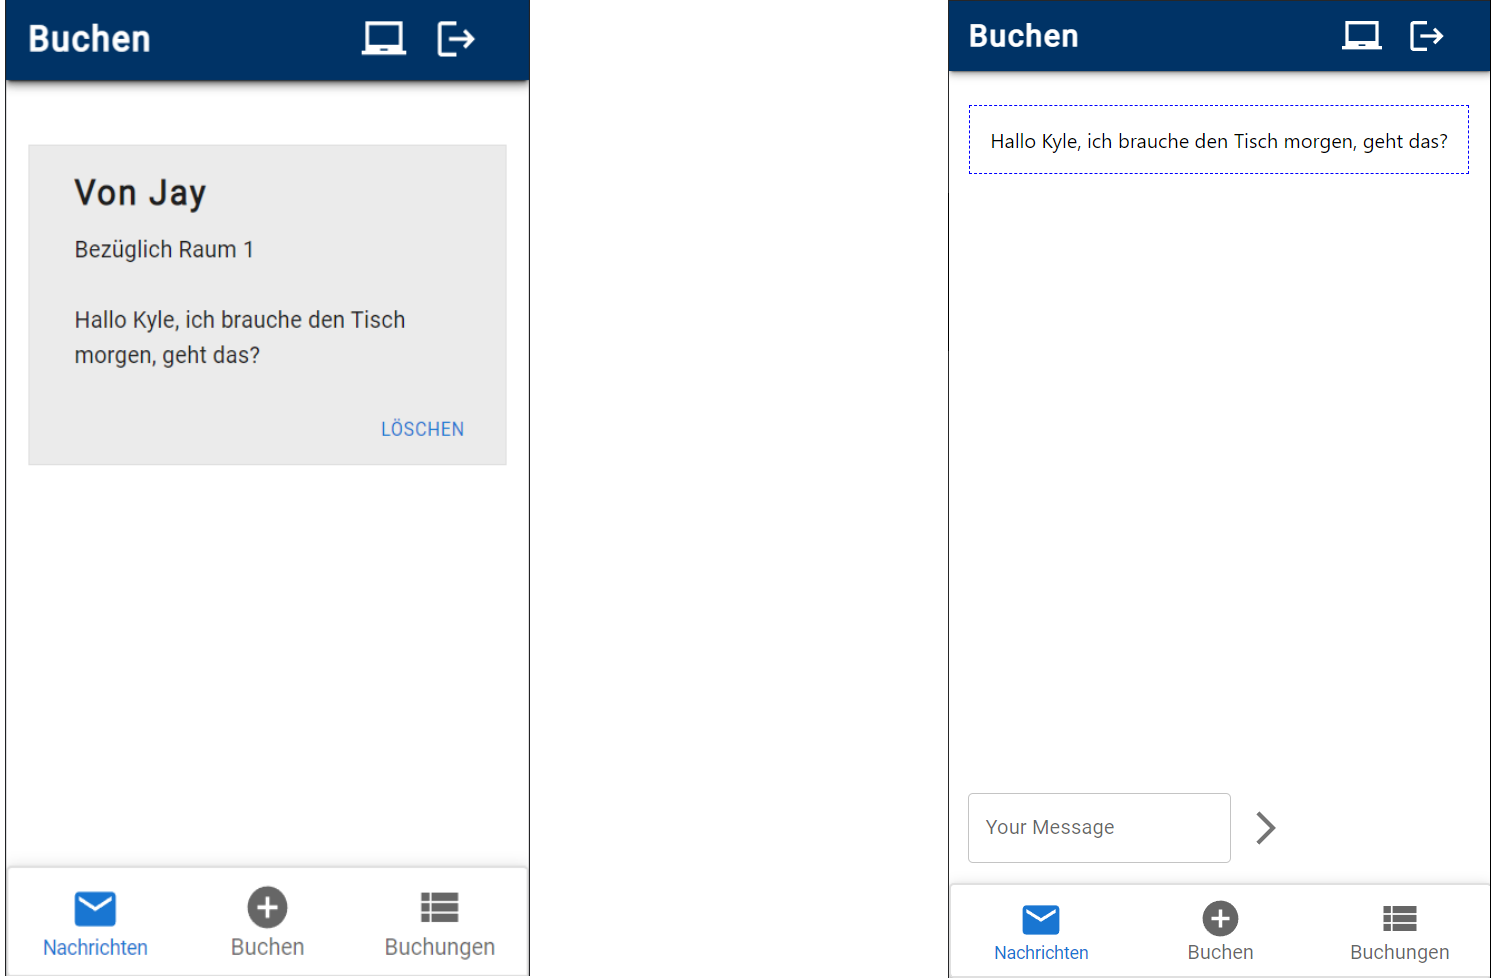 Buchen
Von Jay
Bezüglich Raum 1
Hallo Kyle, ich brauche den Tisch
morgen, geht das?
LÖSCHEN
Nachrichten
Buchen
Buchungen
Buchen
Hallo Kyle, ich brauche den Tisch morgen, geht das?
Your Message
Nachrichten
Buchen
Buchungen